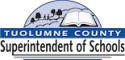 TUOLUMNE COUNTY
Superintendent of Schools